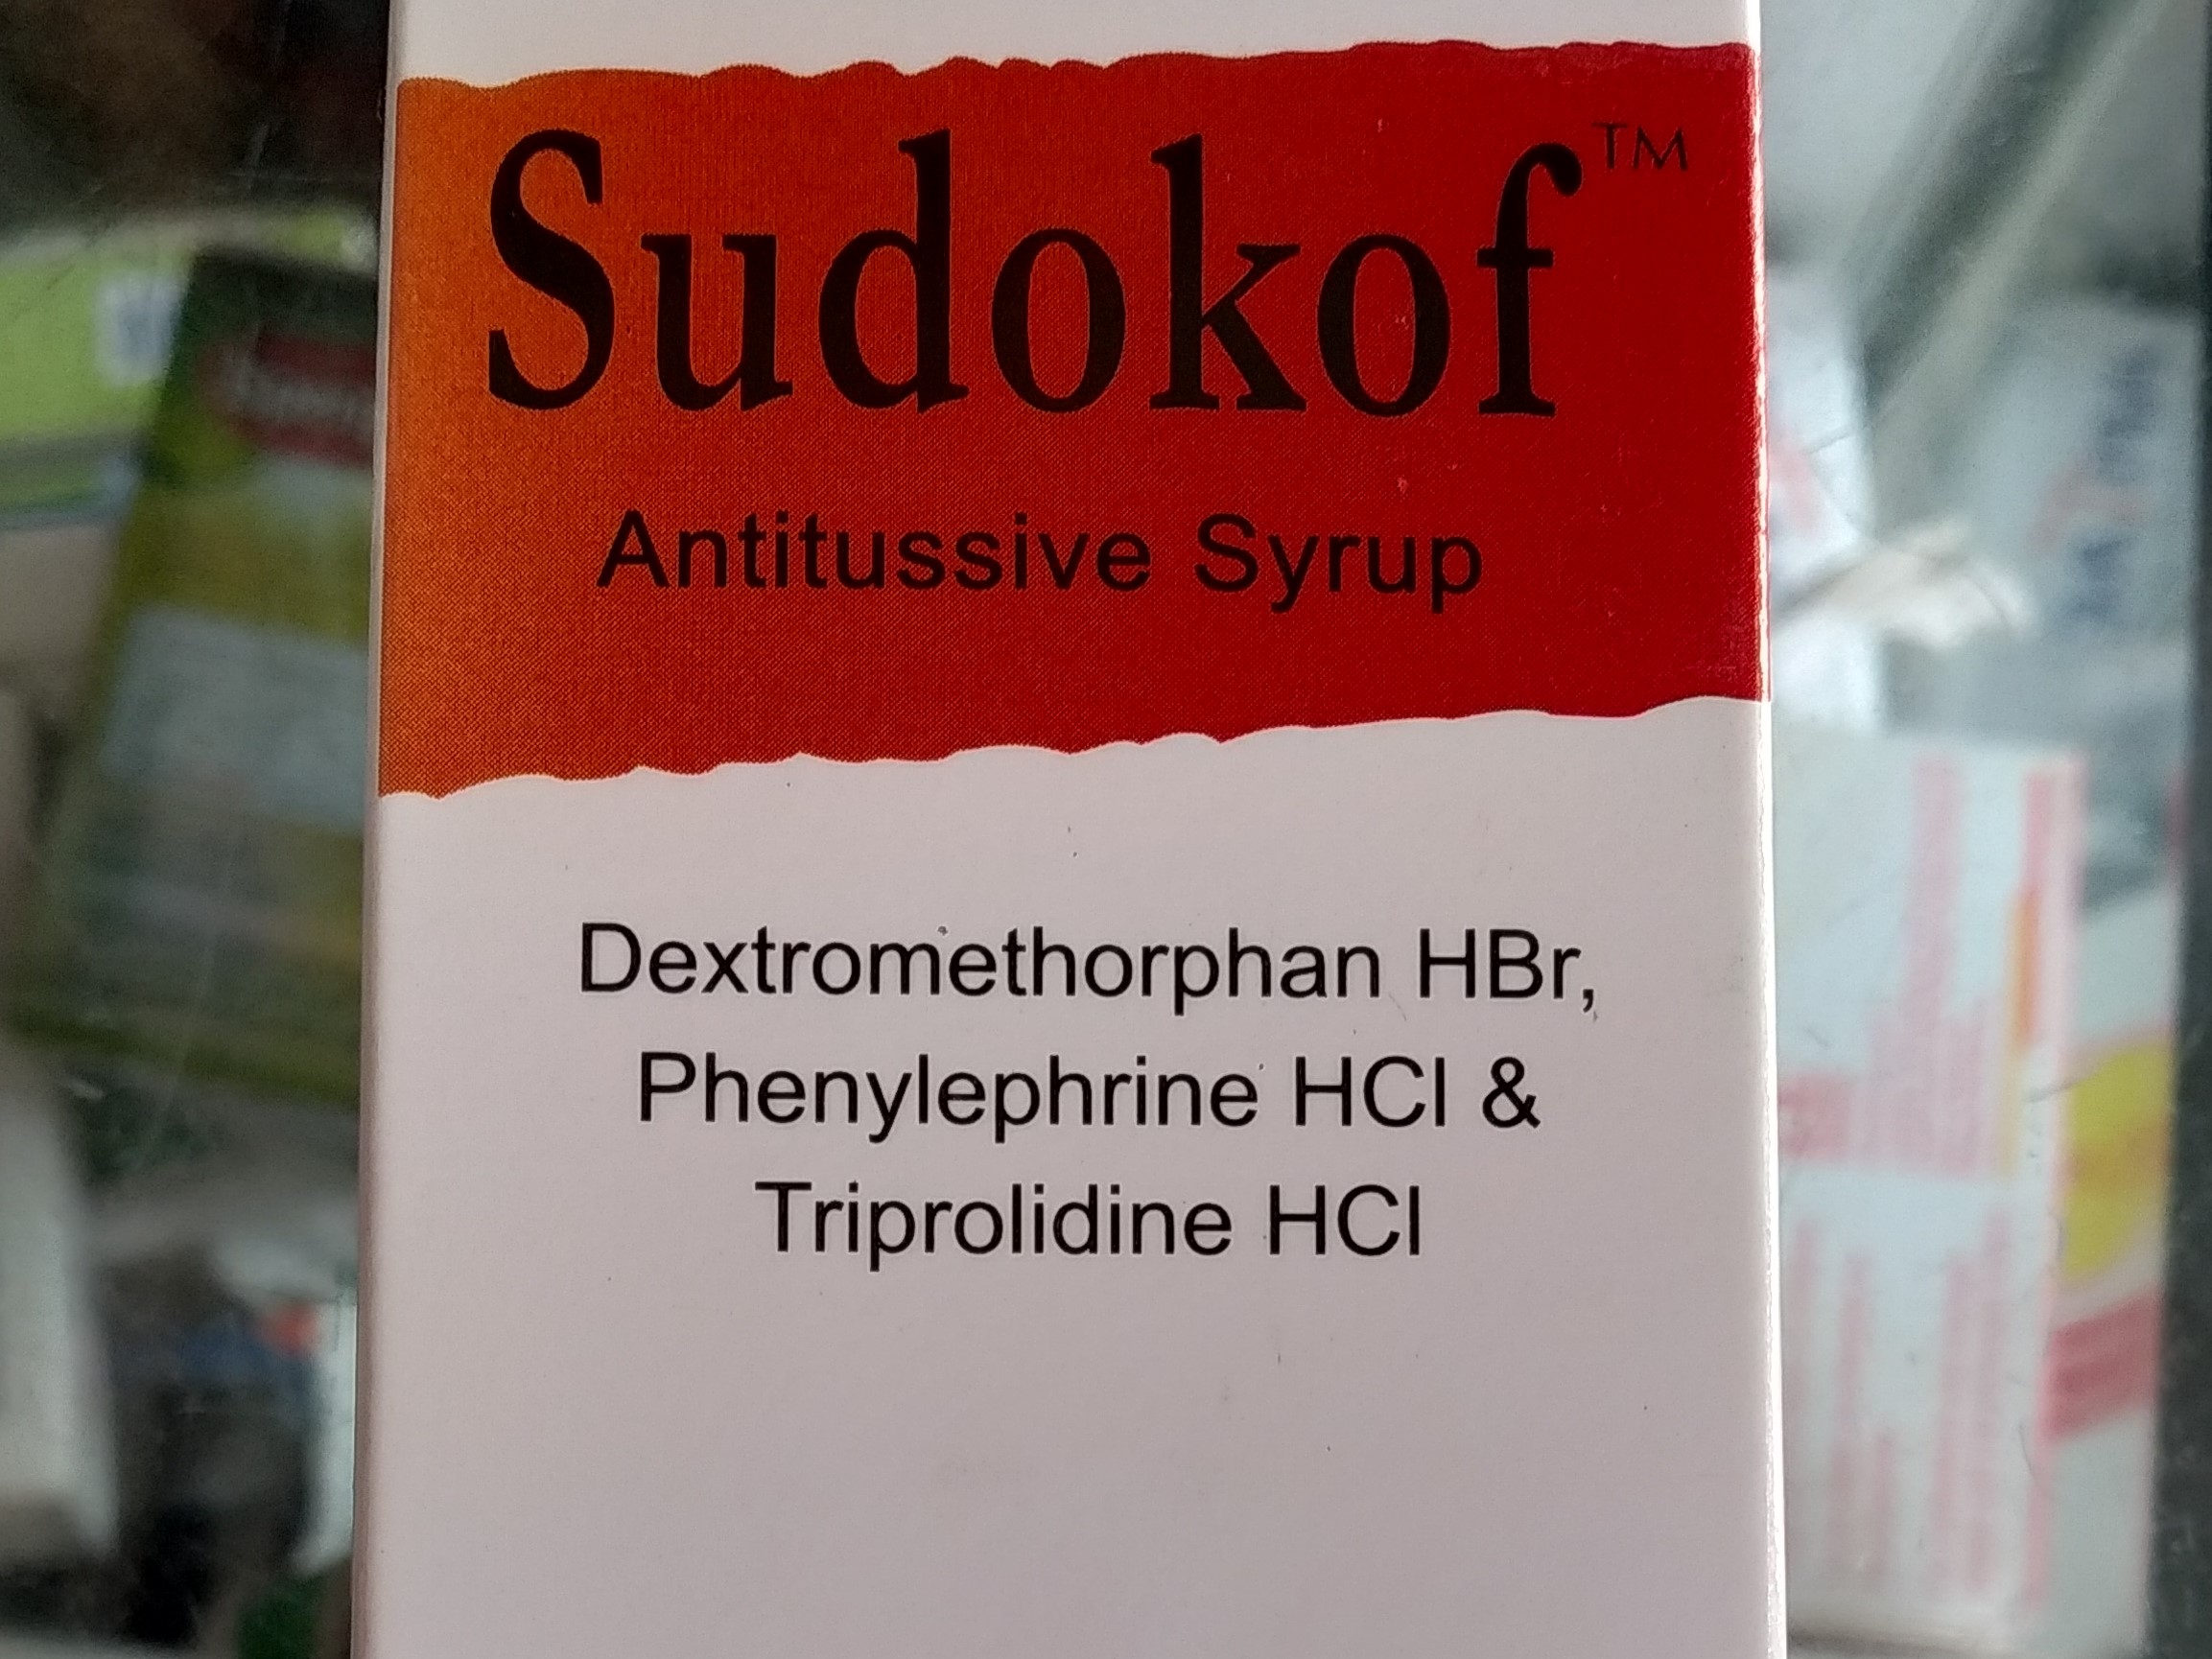 Sudokof™
Antitussive Syrup
Dextromethorphan HBr,
Phenylephrine HCl &
Triprolidine HCl